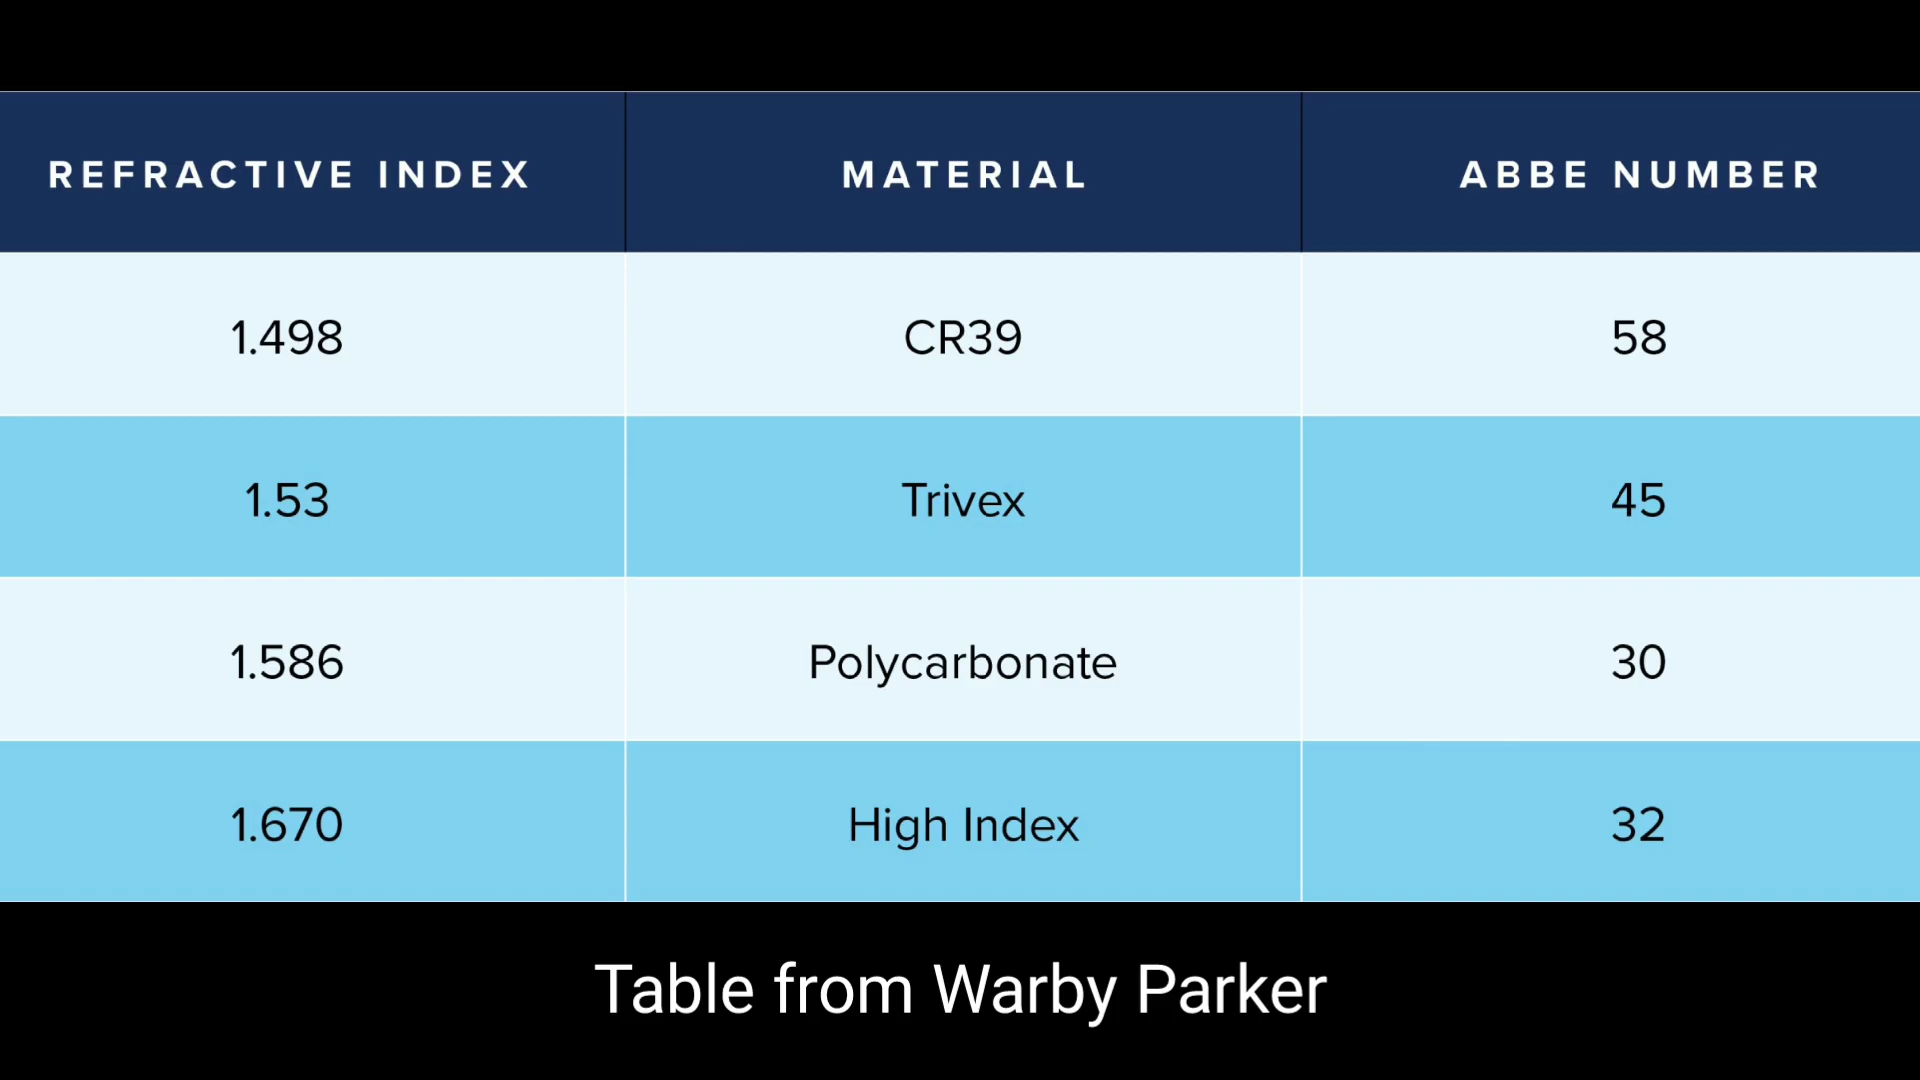 REFRACTIVE INDEX MATERIAL ABBE NUMBER
1.498 CR39 58
1.53 Trivex 45
1.586 Polycarbonate 30
1.670 High Index 32
Table from Warby Parker